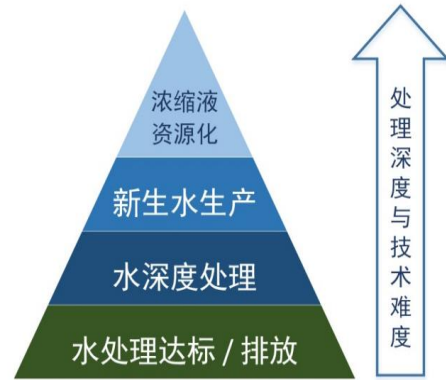 浓缩液
资源化
新生水生产
水深度处理
水处理达标 / 排放
处理深度与技术难度